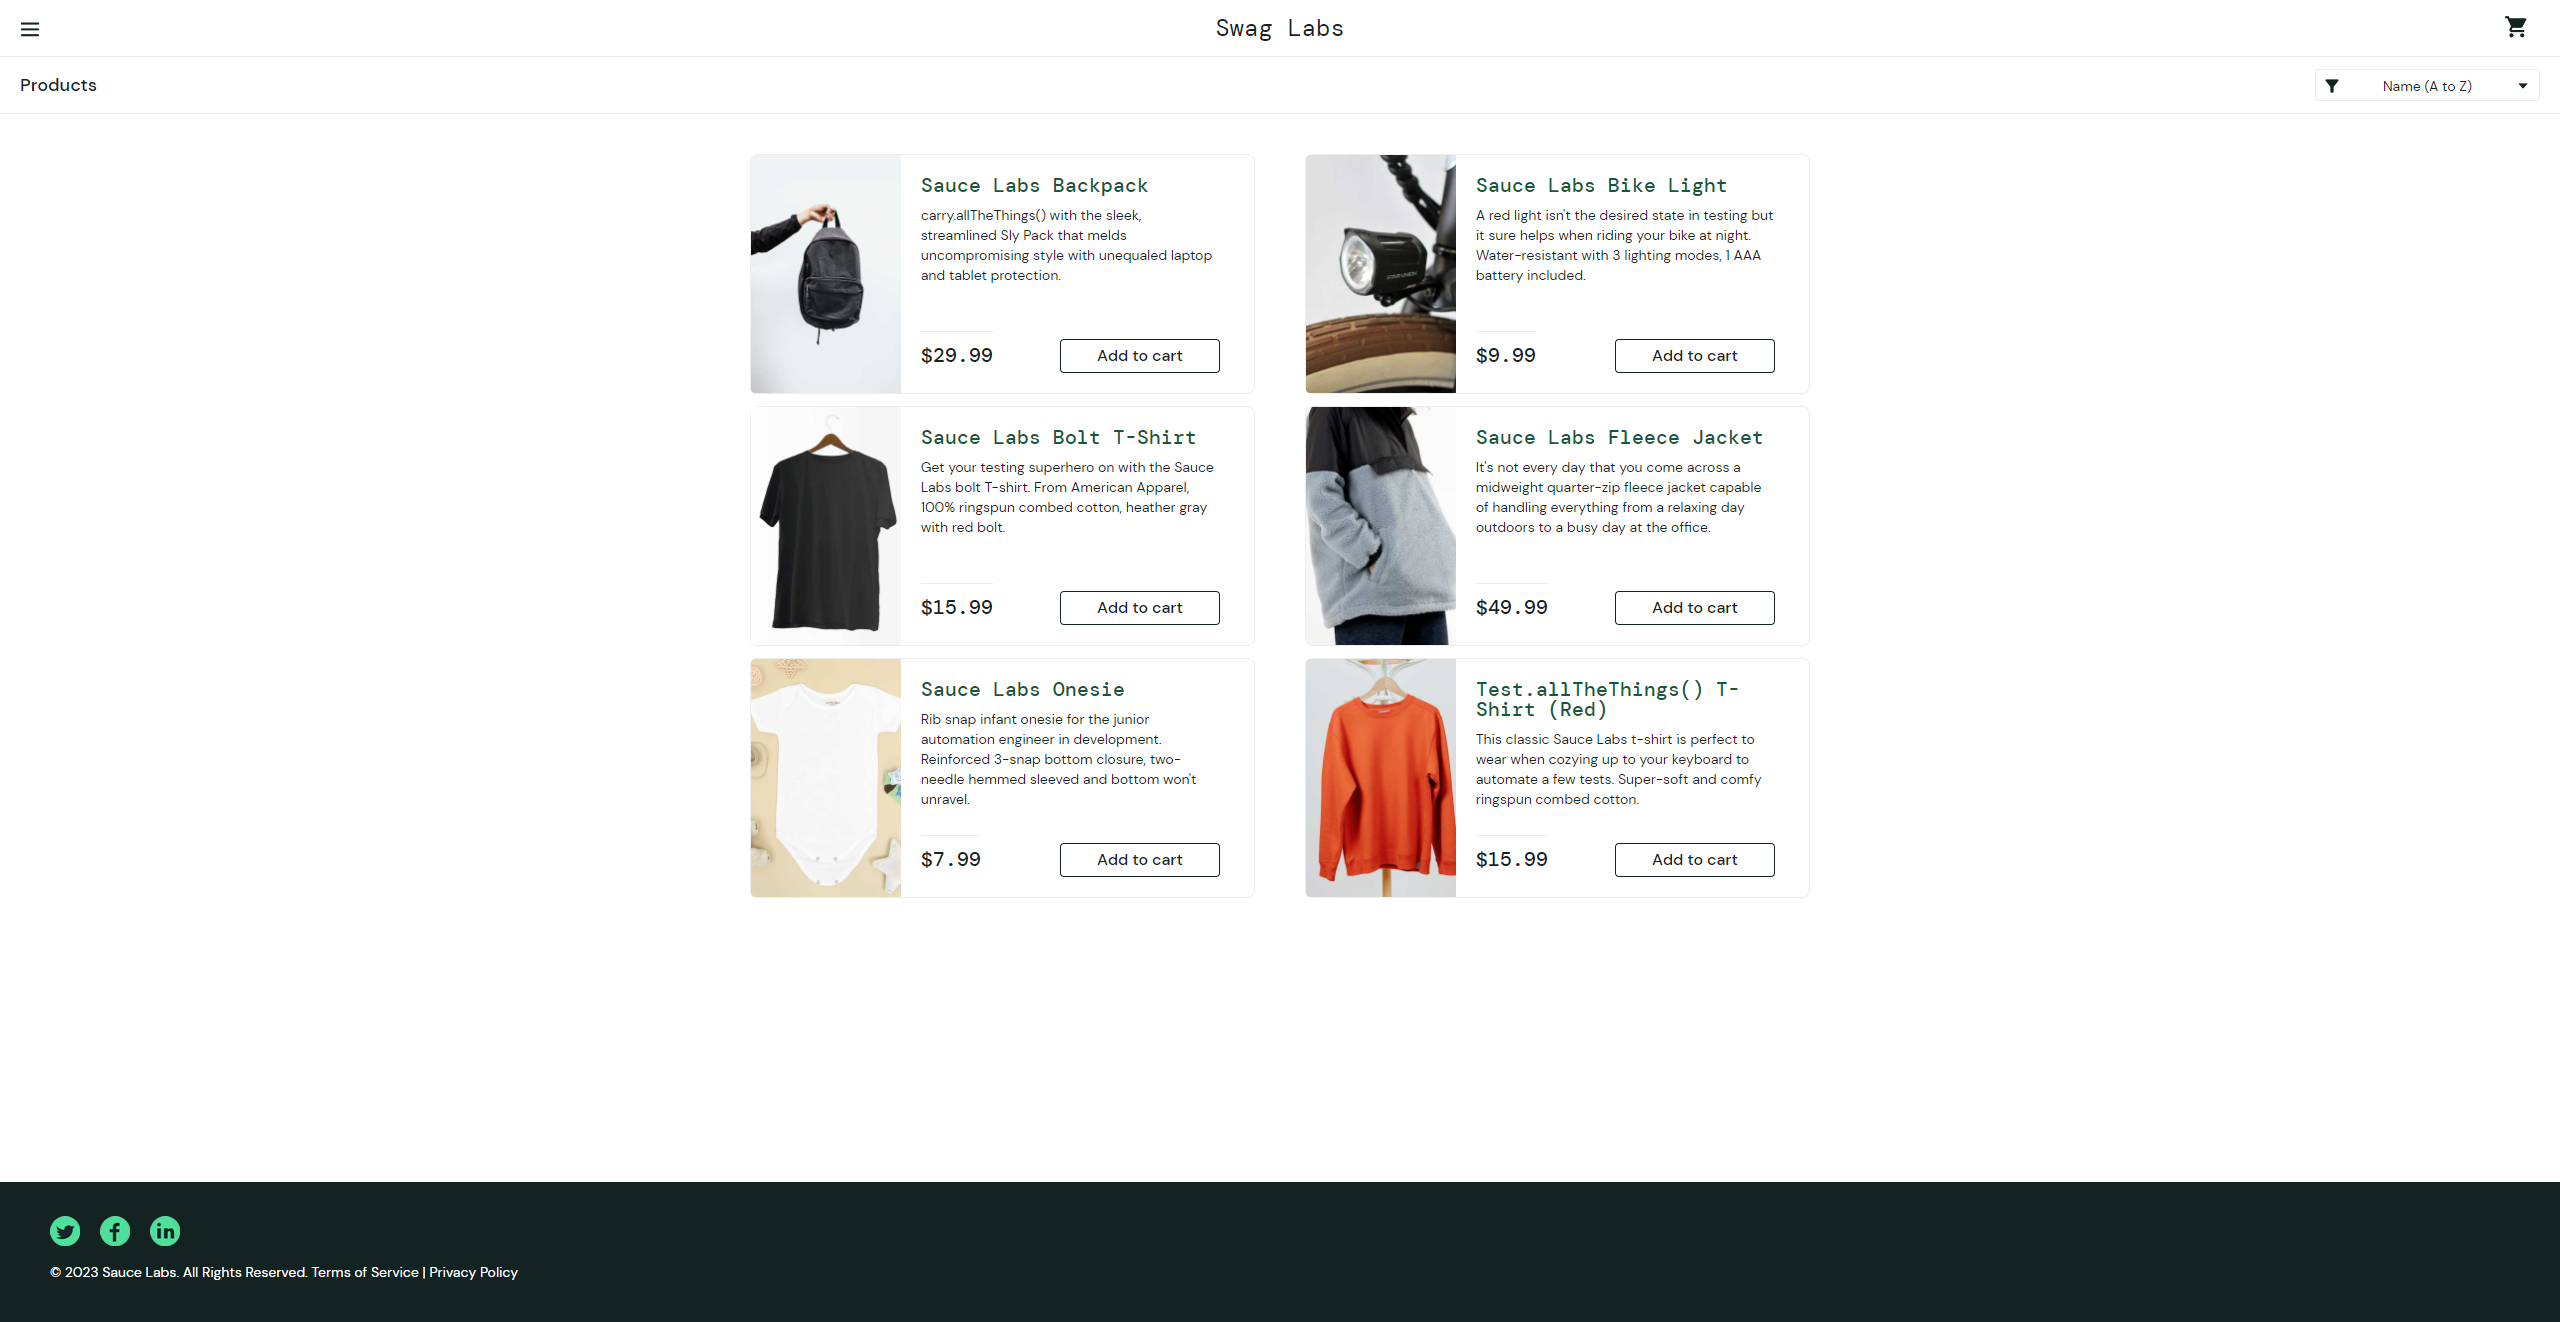 Swag Labs
Products
Name (A to Z)
Sauce Labs Backpack
carry.allTheThings() with the sleek,
streamlined Sly Pack that melds
uncompromising style with unequaled laptop
and tablet protection.
$29.99
Add to cart
Sauce Labs Bike Light
A red light isn't the desired state in testing but
it sure helps when riding your bike at night.
Water-resistant with 3 lighting modes, 1 AAA
battery included.
$9.99
Add to cart
Sauce Labs Bolt T-Shirt
Get your testing superhero on with the Sauce
Labs bolt T-shirt. From American Apparel,
100% ringspun combed cotton, heather gray
with red bolt.
$15.99
Add to cart
Sauce Labs Fleece Jacket
It's not every day that you come across a
midweight quarter-zip fleece jacket capable
of handling everything from a relaxing day
outdoors to a busy day at the office.
$49.99
Add to cart
Sauce Labs Onesie
Rib snap infant onesie for the junior
automation engineer in development.
Reinforced 3-snap bottom closure, two-
needle hemmed sleeved and bottom won't
unravel.
$7.99
Add to cart
Test.allTheThings() T-
Shirt (Red)
This classic Sauce Labs t-shirt is perfect to
wear when cozying up to your keyboard to
automate a few tests. Super-soft and comfy
ringspun combed cotton.
$15.99
Add to cart
© 2023 Sauce Labs. All Rights Reserved. Terms of Service | Privacy Policy